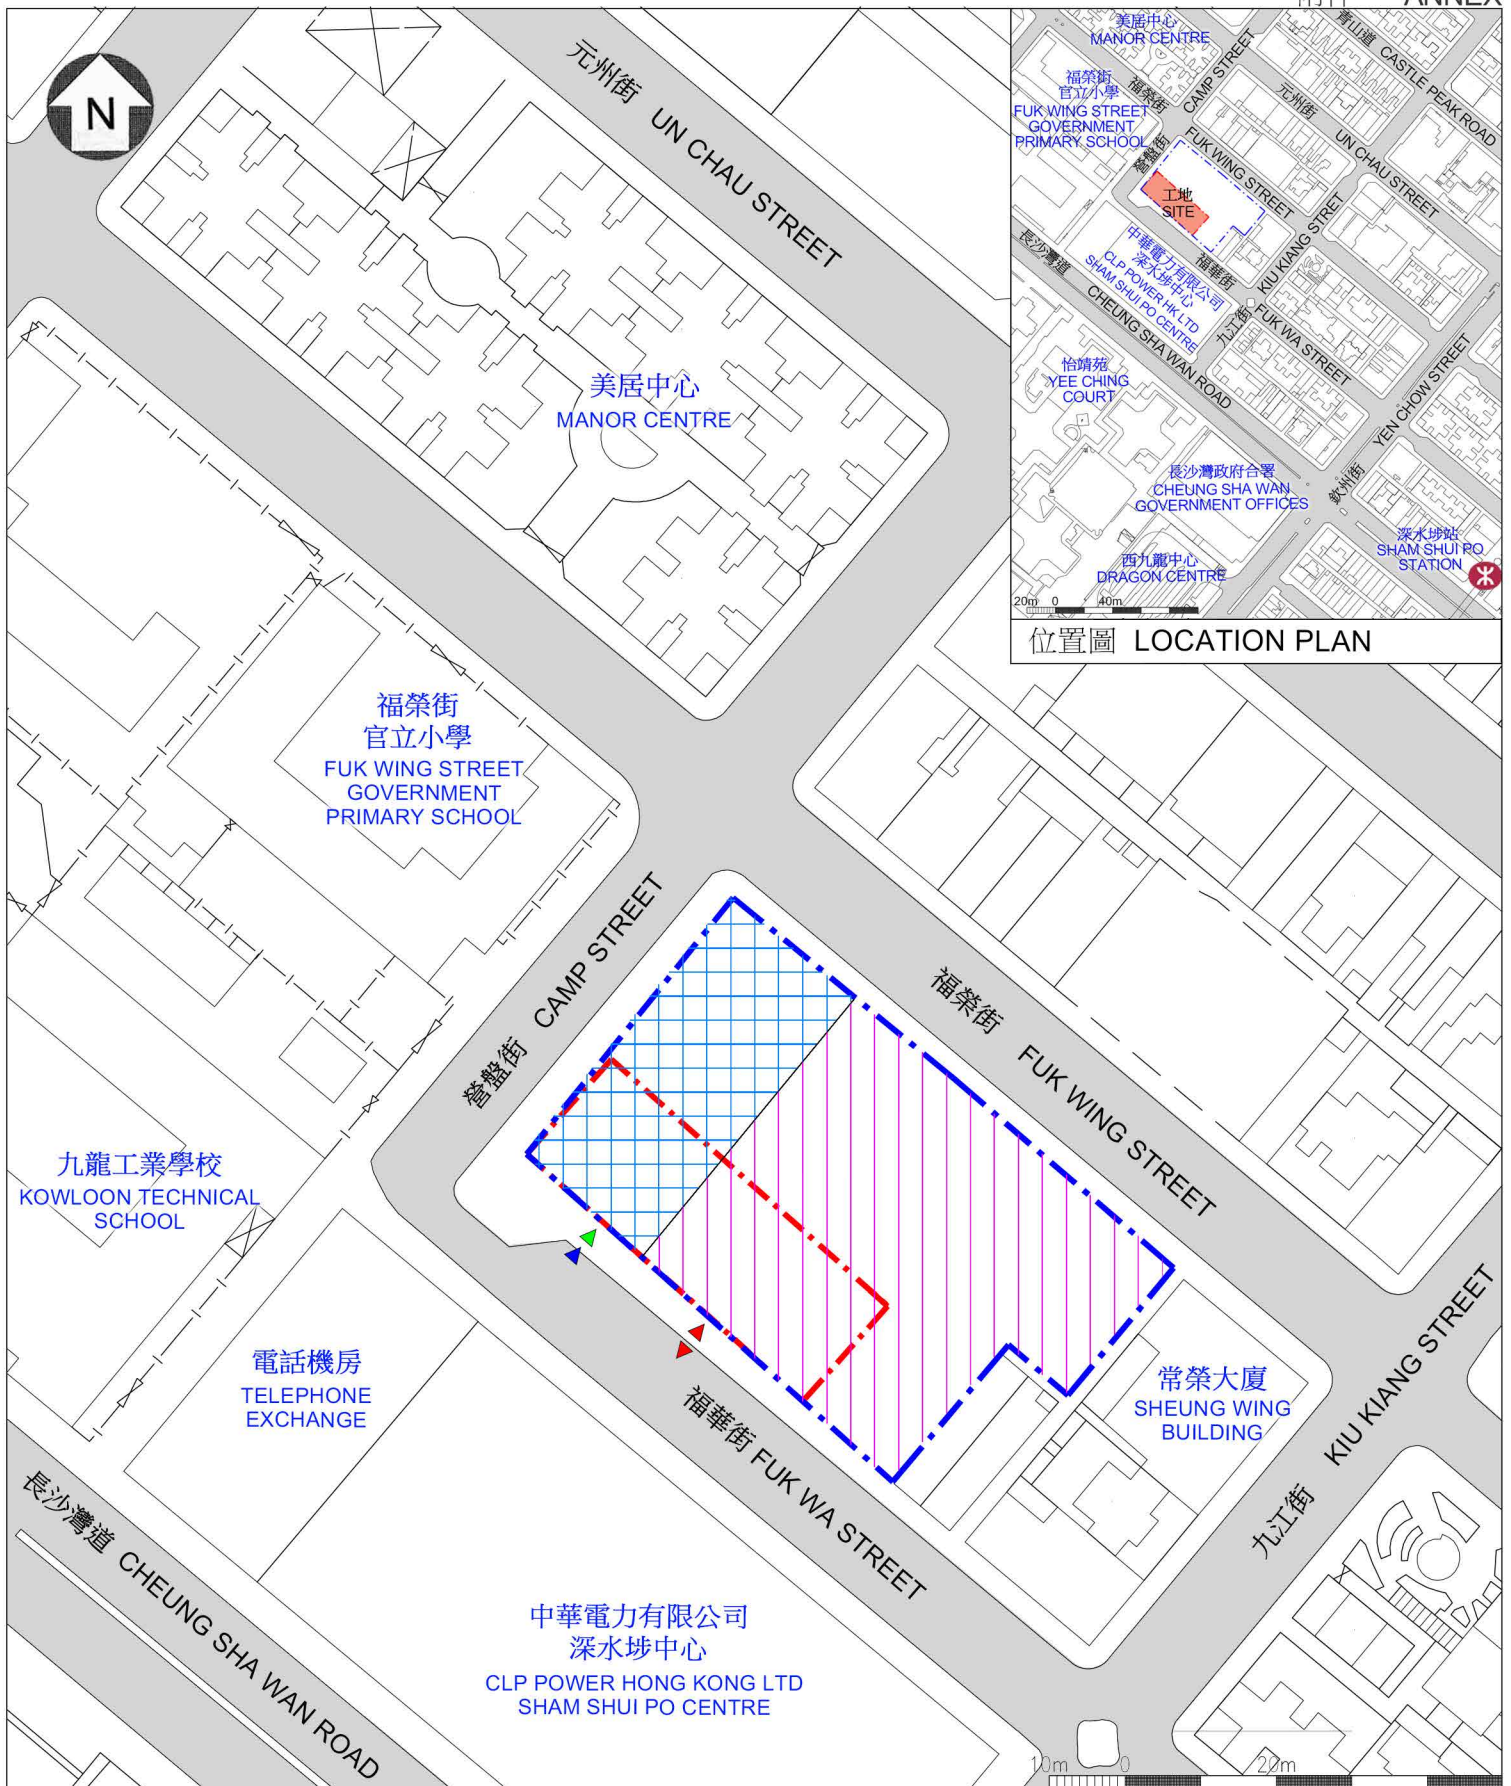 ANNEX
N
元州街 UN CHAU STREET
美居中心
MANOR CENTRE
福榮街
官立小學
FUK WING STREET
GOVERNMENT
PRIMARY SCHOOL
營盤街 CAMP STREET
福榮街 FUK WING STREET
九龍工業學校
KOWLOON TECHNICAL
SCHOOL
電話機房
TELEPHONE
EXCHANGE
福華街 FUK WA STREET
常榮大廈
SHEUNG WING
BUILDING
九江街 KIU KIANG STREET
長沙灣道 CHEUNG SHA WAN ROAD
中華電力有限公司
深水埗中心
CLP POWER HONG KONG LTD
SHAM SHUI PO CENTRE
10m 0 20m
美居中心
MANOR CENTRE
青山道 CASTLE PEAK ROAD
福榮街
官立小學
FUK WING STREET
GOVERNMENT
PRIMARY SCHOOL
福榮街
FUK WING STREET
營盤街
CAMP STREET
元州街
UN CHAU STREET
工地
SITE
中華電力有限公司
深水埗中心
CLP POWER HK LTD
SHAM SHUI PO CENTRE
福華街
FUK WA STREET
九江街
KIU KIANG STRET
長沙灣道
CHEUNG SHA WAN ROAD
怡靖苑
YEE CHING
COURT
欽州街
YEN CHOW STREET
長沙灣政府合署
CHEUNG SHA WAN
GOVERNMENT OFFICES
西九龍中心
DRAGON CENTRE
深水埗站
SHAM SHUI PO
STATION
20m 0 40m
位置圖 LOCATION PLAN